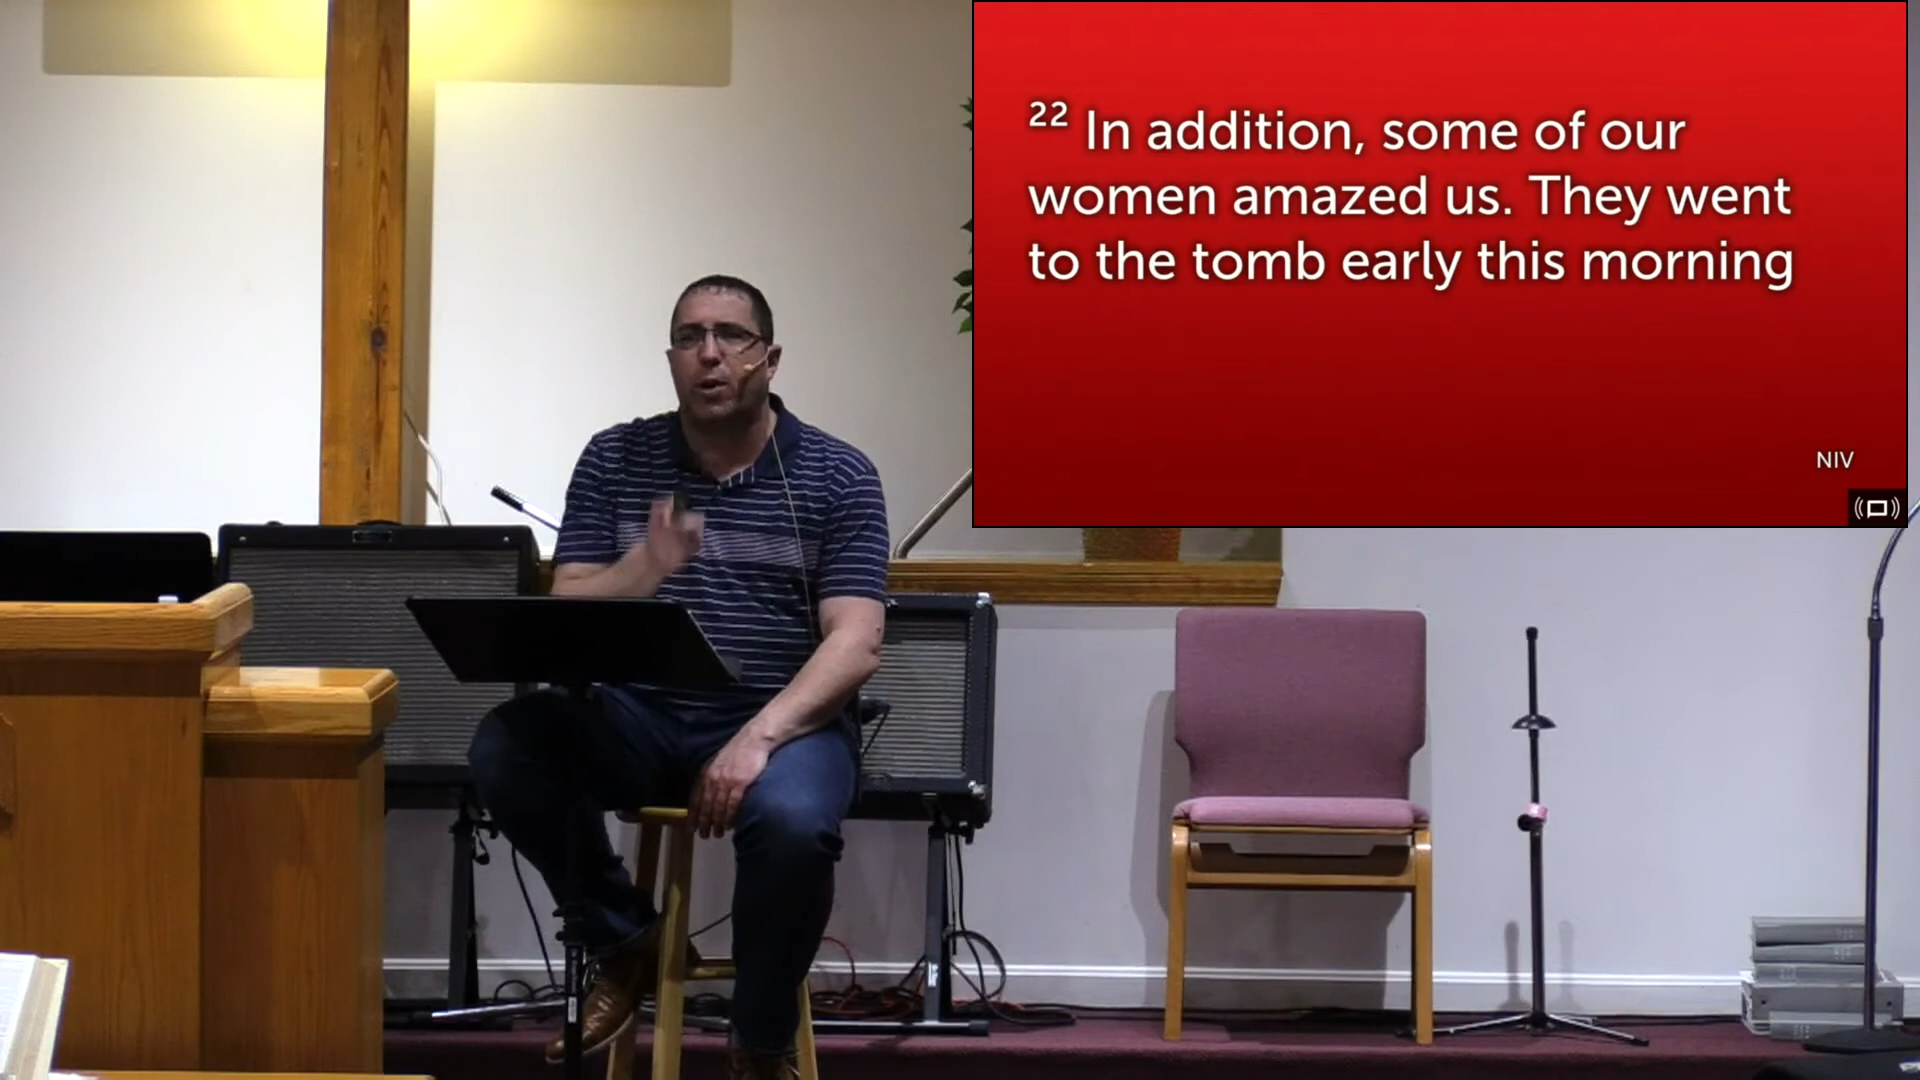 ²² In addition, some of our
women amazed us. They went
to the tomb early this morning
NIV